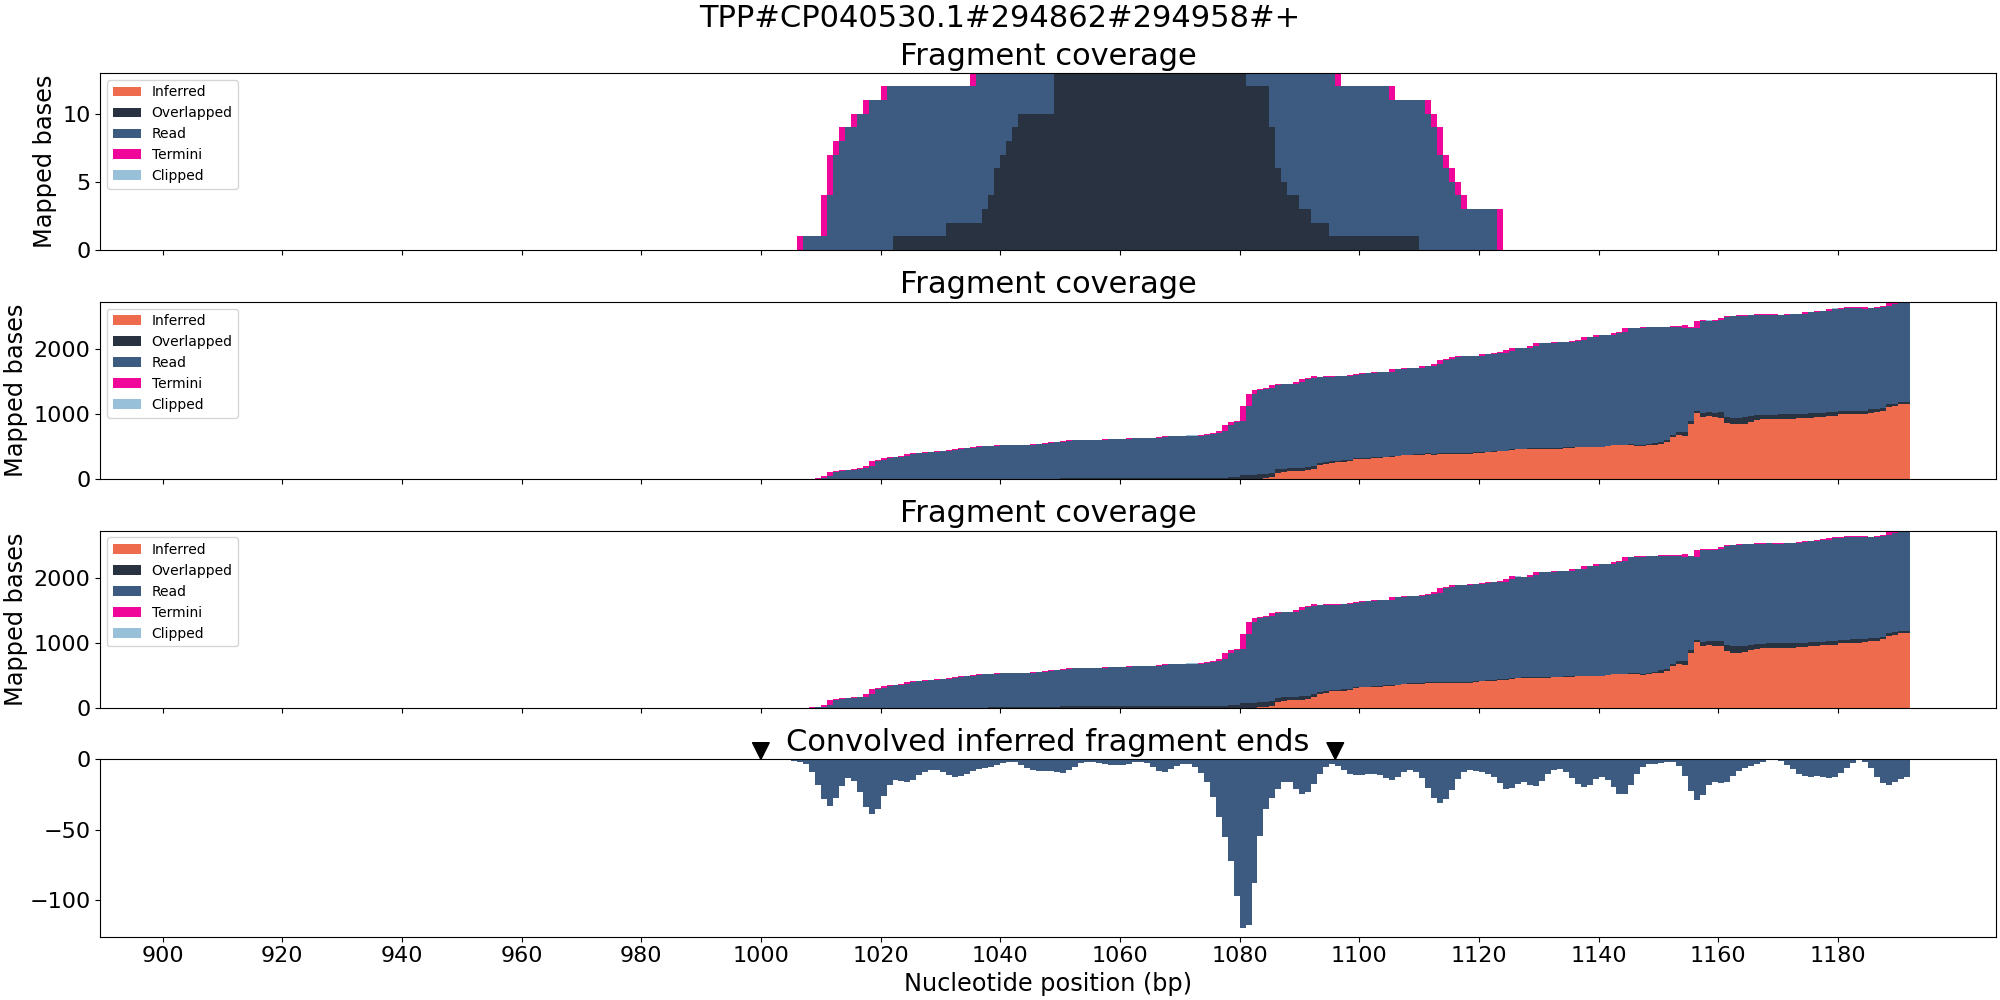 TPP#CP040530.1#294862#294958#+
Fragment coverage
Mapped bases
10
5
0
Inferred
Overlapped
Read
Termini
Clipped
Fragment coverage
Mapped bases
2000
1000
0
Inferred
Overlapped
Read
Termini
Clipped
Fragment coverage
Mapped bases
2000
1000
0
Inferred
Overlapped
Read
Termini
Clipped
Convolved inferred fragment ends
0
−50
−100
900 920 940 960 980 1000 1020 1040 1060 1080 1100 1120 1140 1160 1180
Nucleotide position (bp)